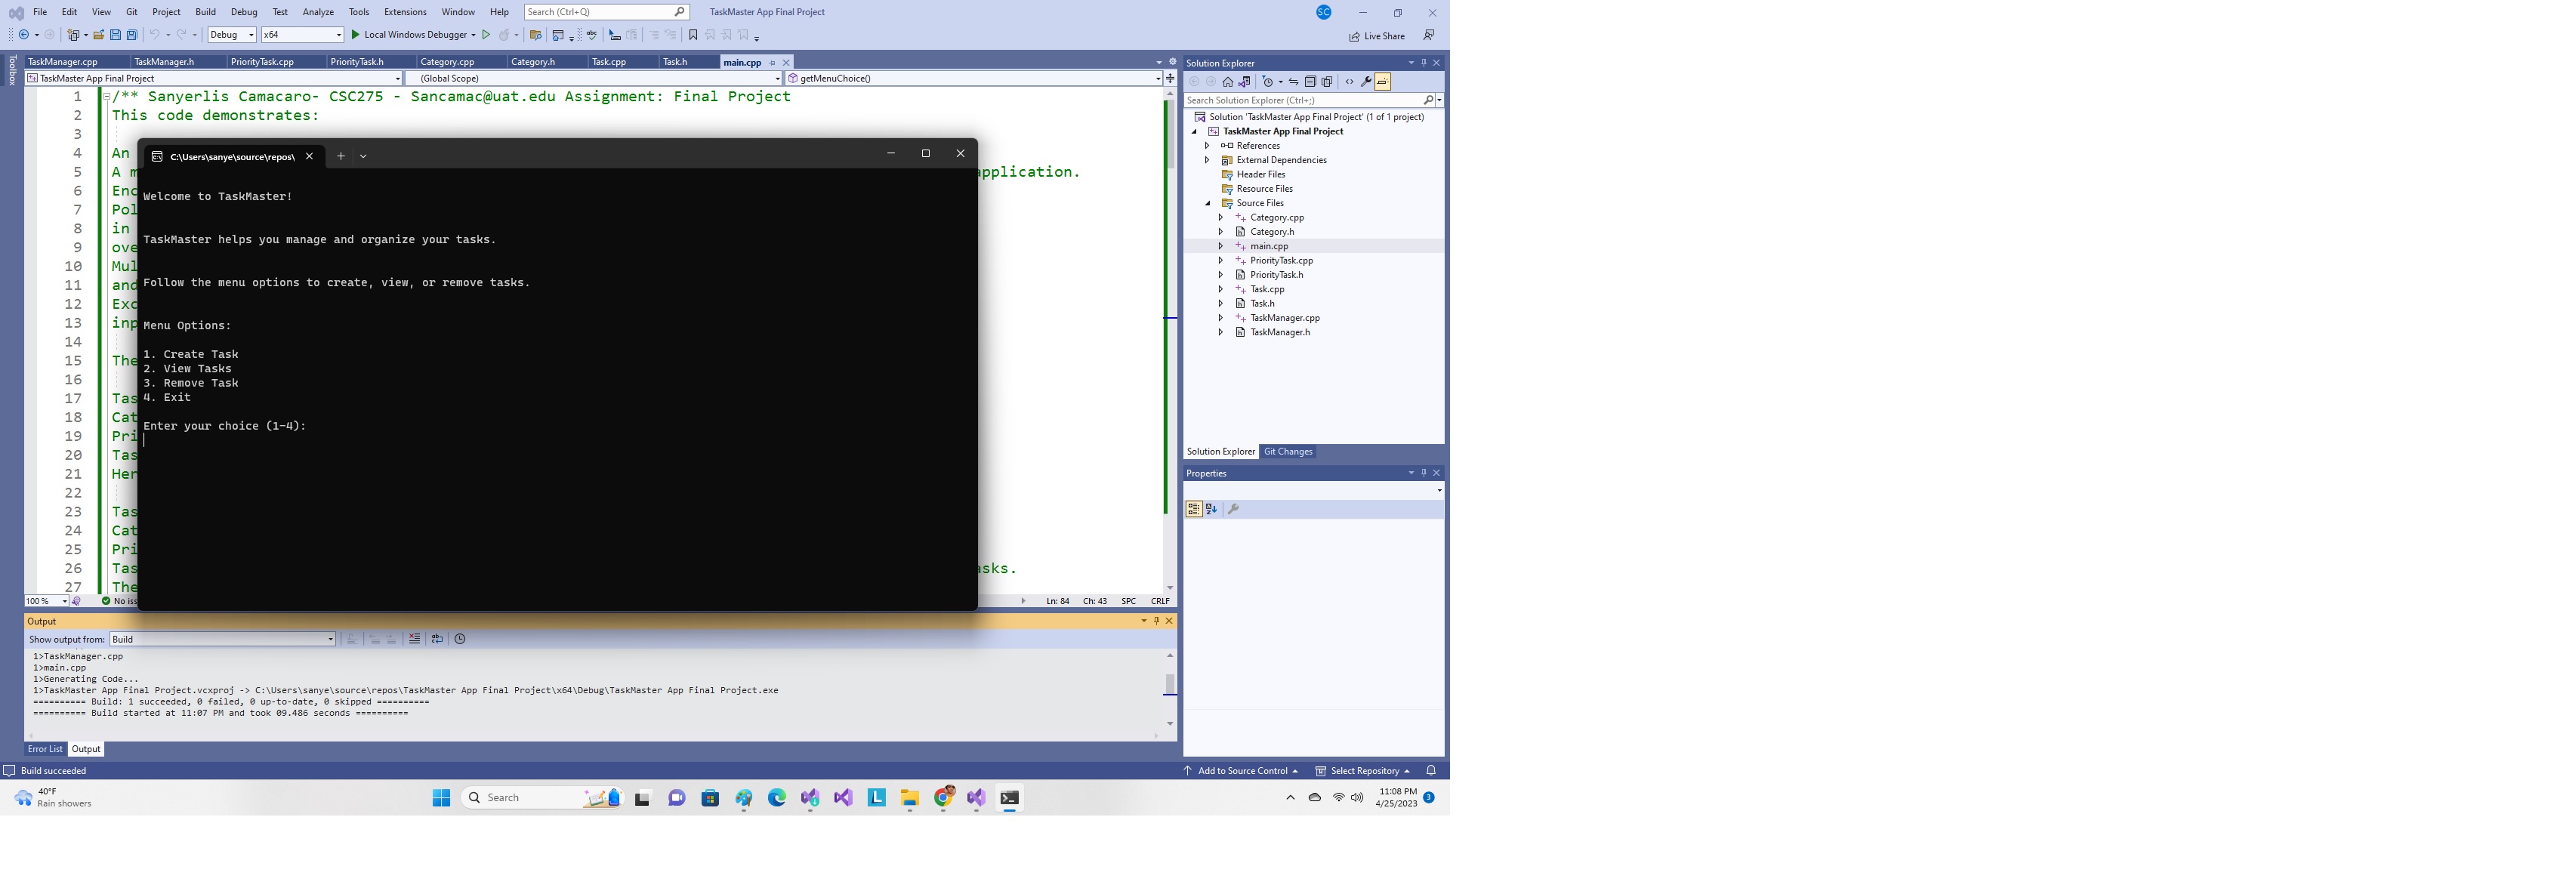 File Edit View Git Project Build Debug Test Analyze Tools Extensions Window Help Search (Ctrl+Q) TaskMaster App Final Project SC
Debug x64 Local Windows Debugger Live Share
Toolbox
TaskManager.cpp TaskManager.h PriorityTask.cpp PriorityTask.h Category.cpp Category.h Task.cpp Task.h main.cpp
TaskMaster App Final Project (Global Scope) getMenuChoice()
1 /** Sanyerlis Camacaro- CSC275 - Sancamac@uat.edu Assignment: Final Project
2 This code demonstrates:
3
4 An
5 A m application.
6 Enc
7 Pol
8 in
9 ove
10 Mul
11 and
12 Exc
13 inp
14
15 The
16
17 Tas
18 Cat
19 Pri
20 Tas
21 Her
22
23 Tas
24 Cat
25 Pri
26 Tas asks.
27 The
C:\Users\sanye\source\repos\
Welcome to TaskMaster!
TaskMaster helps you manage and organize your tasks.
Follow the menu options to create, view, or remove tasks.
Menu Options:
1. Create Task
2. View Tasks
3. Remove Task
4. Exit
Enter your choice (1-4):
100 % No iss Ln: 84 Ch: 43 SPC CRLF
Output
Show output from: Build
1>TaskManager.cpp
1>main.cpp
1>Generating Code...
1>TaskMaster App Final Project.vcxproj -> C:\Users\sanye\source\repos\TaskMaster App Final Project\x64\Debug\TaskMaster App Final Project.exe
========== Build: 1 succeeded, 0 failed, 0 up-to-date, 0 skipped ==========
========== Build started at 11:07 PM and took 09.486 seconds ==========
Error List Output
Solution Explorer
Search Solution Explorer (Ctrl+;)
Solution 'TaskMaster App Final Project' (1 of 1 project)
TaskMaster App Final Project
References
External Dependencies
Header Files
Resource Files
Source Files
Category.cpp
Category.h
main.cpp
PriorityTask.cpp
PriorityTask.h
Task.cpp
Task.h
TaskManager.cpp
TaskManager.h
Solution Explorer Git Changes
Properties
Build succeeded Add to Source Control Select Repository
40°F
Rain showers
Search
11:08 PM
4/25/2023 3